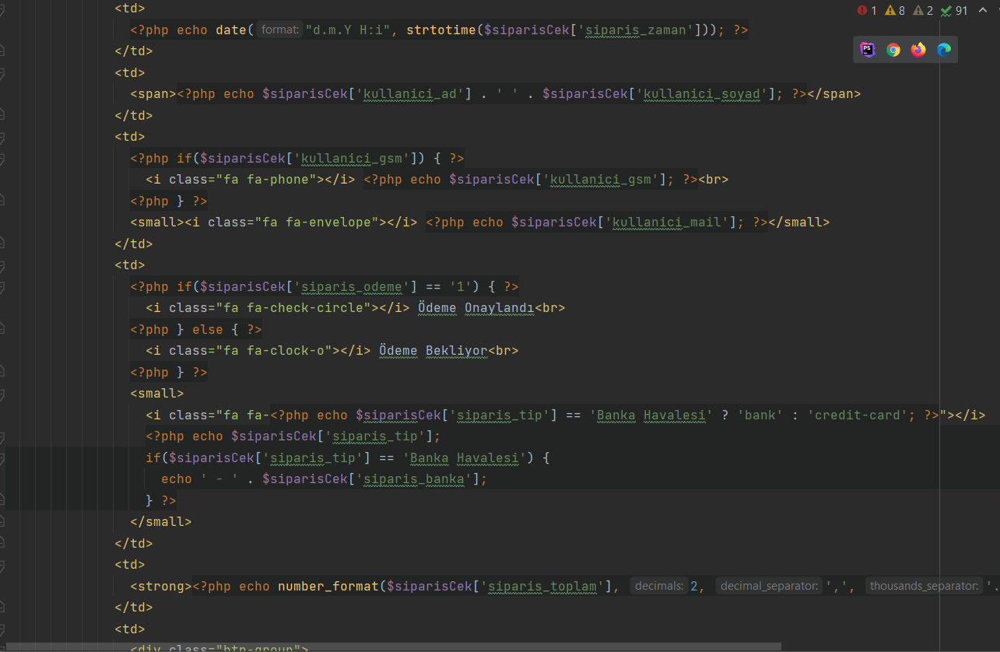 <td>
1 8 2 91
<?php echo date( format: "d.m.Y H:i", strtotime($siparisCek['siparis_zaman'])); ?>
</td>
PS
<td>
<span><?php echo $siparisCek['kullanici_ad'] . ' ' . $siparisCek['kullanici_soyad']; ?></span>
</td>
<td>
<?php if($siparisCek['kullanici_gsm']) { ?>
<i class="fa fa-phone"></i> <?php echo $siparisCek['kullanici_gsm']; ?><br>
<?php } ?>
<small><i class="fa fa-envelope"></i> <?php echo $siparisCek['kullanici_mail']; ?></small>
</td>
<td>
<?php if($siparisCek['siparis_odeme'] == '1') { ?>
<i class="fa fa-check-circle"></i> Ödeme Onaylandı<br>
<?php } else { ?>
<i class="fa fa-clock-o"></i> Ödeme Bekliyor<br>
<?php } ?>
<small>
<i class="fa fa-<?php echo $siparisCek['siparis_tip'] == 'Banka Havalesi' ? 'bank' : 'credit-card'; ?>"></i>
<?php echo $siparisCek['siparis_tip'];
if($siparisCek['siparis_tip'] == 'Banka Havalesi') {
echo ' - ' . $siparisCek['siparis_banka'];
} ?>
</small>
</td>
<td>
<strong><?php echo number_format($siparisCek['siparis_toplam'], decimals: 2, decimal_separator: ',', thousands_separator: '.
</td>
<td>
<div class="btn-group">